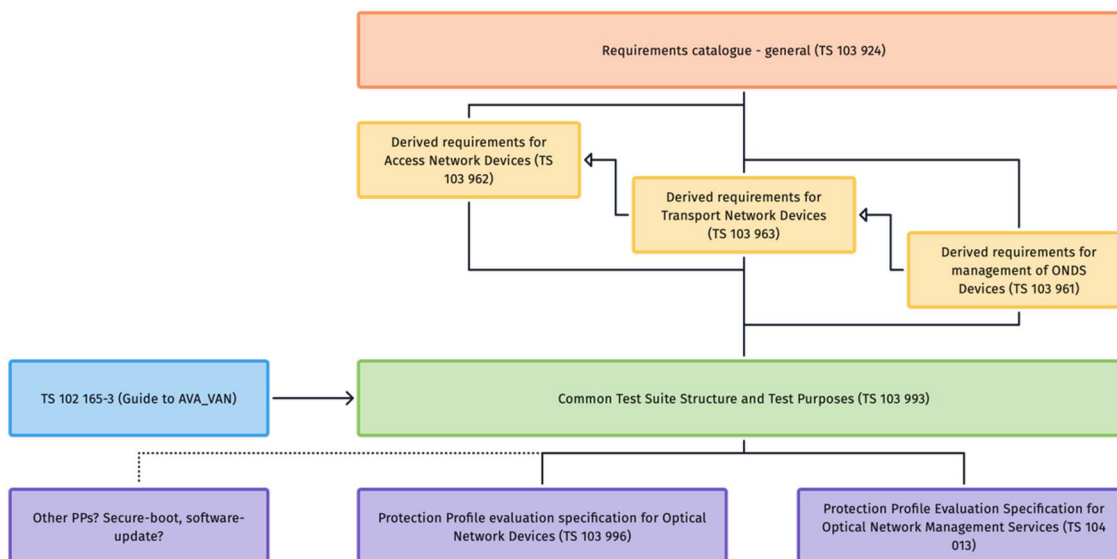 Requirements catalogue - general (TS 103 924)
Derived requirements for
Access Network Devices (TS
103 962)
Derived requirements for
Transport Network Devices
(TS 103 963)
Derived requirements for
management of ONDS
Devices (TS 103 961)
TS 102 165-3 (Guide to AVA_VAN)
Common Test Suite Structure and Test Purposes (TS 103 993)
Other PPs? Secure-boot, software-
update?
Protection Profile evaluation specification for Optical
Network Devices (TS 103 996)
Protection Profile Evaluation Specification for
Optical Network Management Services (TS 104
013)